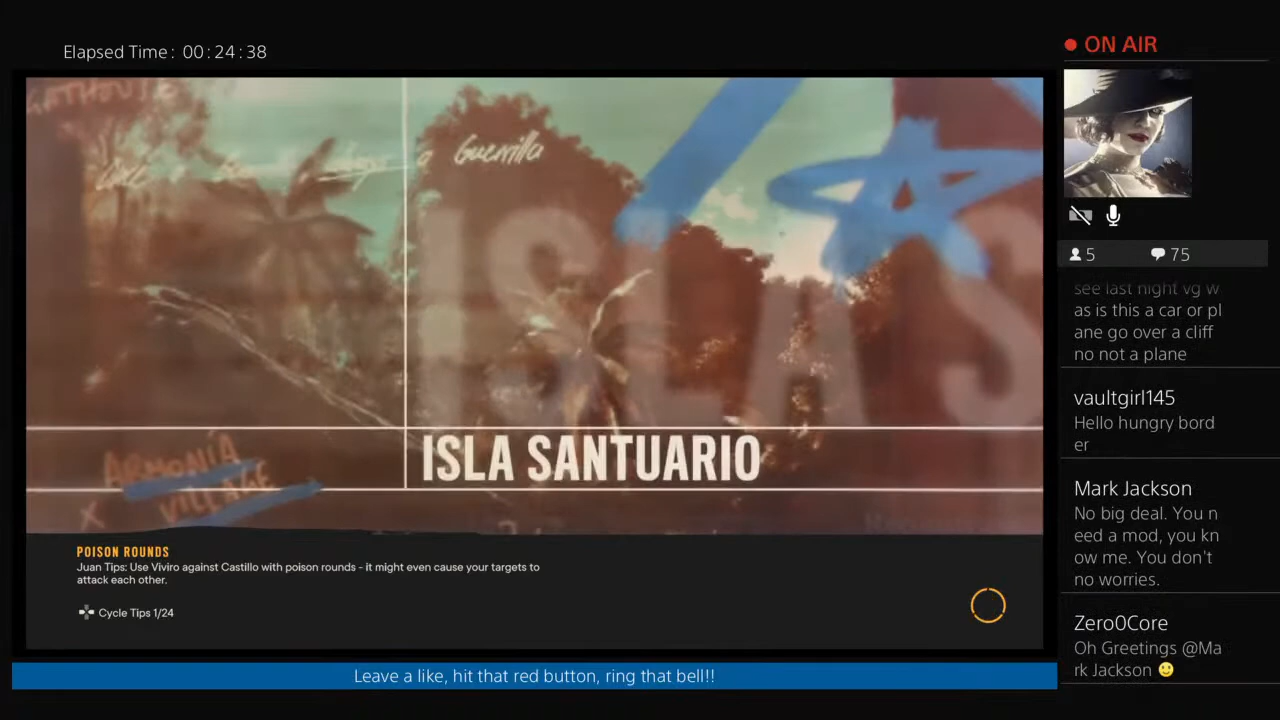 Elapsed Time: 00:24:38
ON AIR
a Guerrilla
ISLA S
ISLA SANTUARIO
ARMONÍA
VILLAGE
X
POISON ROUNDS
Juan Tips: Use Viviro against Castillo with poison rounds - it might even cause your targets to
attack each other.
Cycle Tips 1/24
Leave a like, hit that red button, ring that bell!!
5
75
see last night vg w
as is this a car or pl
ane go over a cliff
no not a plane
vaultgirl145
Hello hungry bord
er
Mark Jackson
No big deal. You n
eed a mod, you kn
ow me. You don't
no worries.
Zero0Core
Oh Greetings @Ma
rk Jackson 🙂